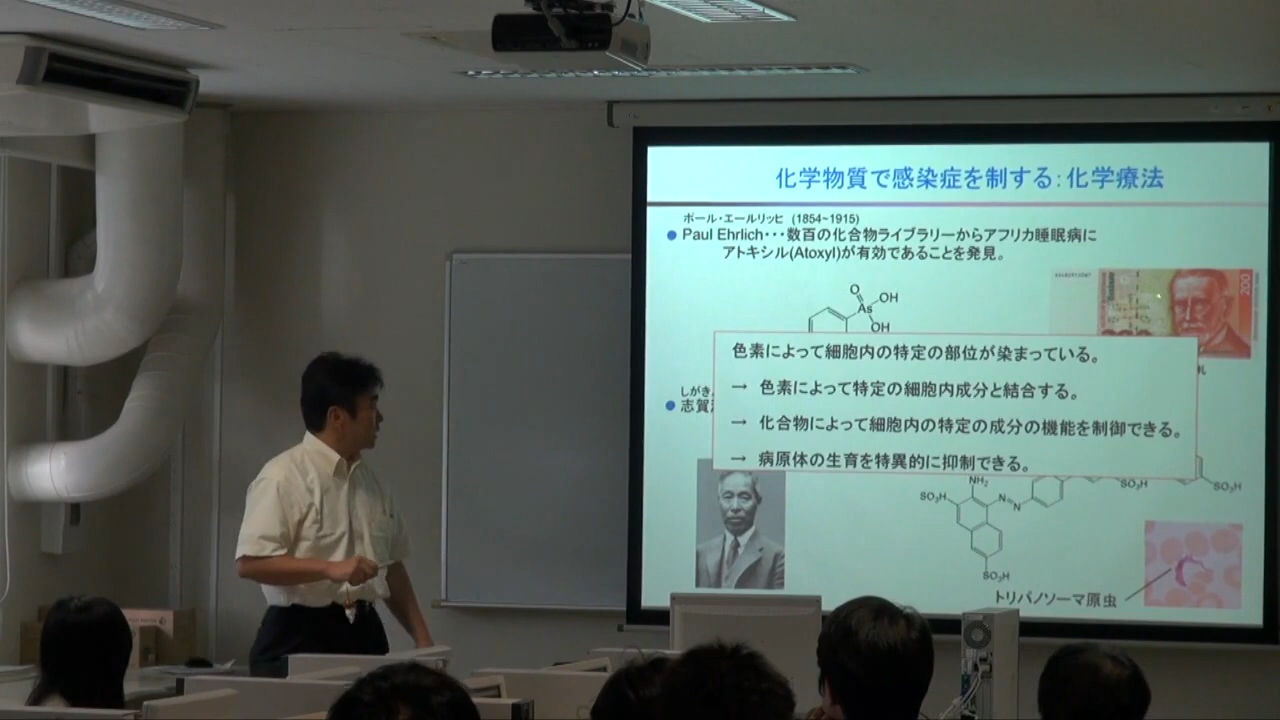 化学物質で感染症を制する：化学療法
ポール・エールリッヒ (1854~1915)
Paul Ehrlich･･･数百の化合物ライブラリーからアフリカ睡眠病に
アトキシル(Atoxyl)が有効であることを発見。
O
OH
As
OH
200
色素によって細胞内の特定の部位が染まっている。
→ 色素によって特定の細胞内成分と結合する。
しがき
志賀
→ 化合物によって細胞内の特定の成分の機能を制御できる。
→ 病原体の生育を特異的に抑制できる。
NH2
SO3H
N
N
SO3H
SO3H
SO3H
トリパノソーマ原虫